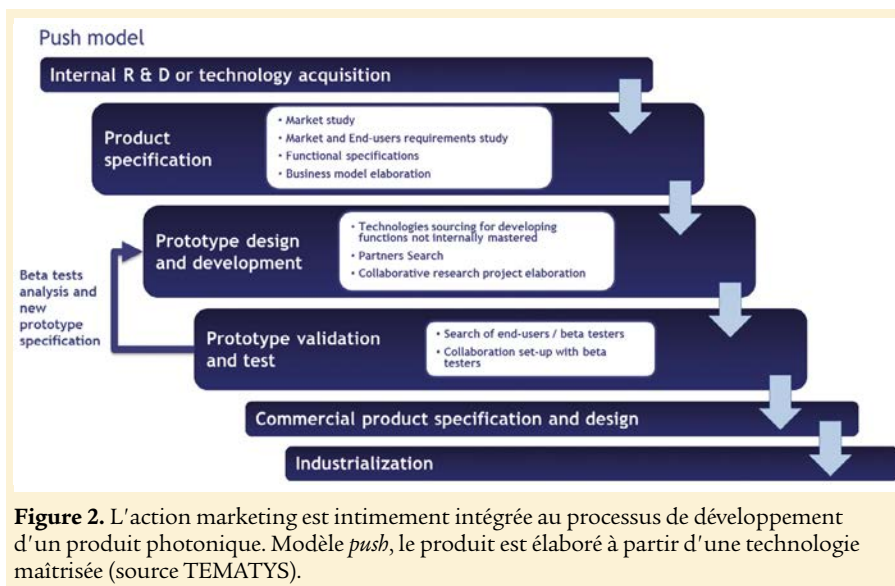 Push model
Internal R & D or technology acquisition
Product
specification
• Market study
• Market and End-users requirements study
• Functional specifications
• Business model elaboration
Prototype design
and development
• Technologies sourcing for developing
functions not internally mastered
• Partners Search
• Collaborative research project elaboration
Beta tests
analysis and
new
prototype
specification
Prototype validation
and test
• Search of end-users / beta testers
• Collaboration set-up with beta
testers
Commercial product specification and design
Industrialization
Figure 2. L'action marketing est intimement intégrée au processus de développement
d'un produit photonique. Modèle push, le produit est élaboré à partir d'une technologie
maîtrisée (source TEMATYS).